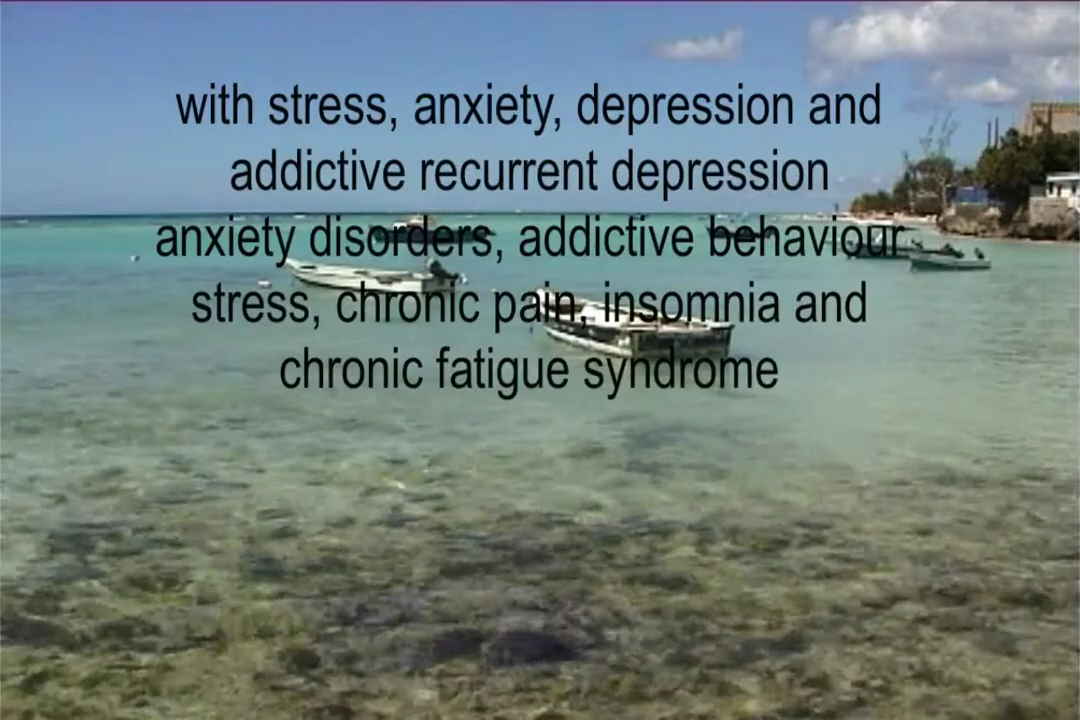 with stress, anxiety, depression and
addictive recurrent depression
anxiety disorders, addictive behaviour
stress, chronic pain, insomnia and
chronic fatigue syndrome